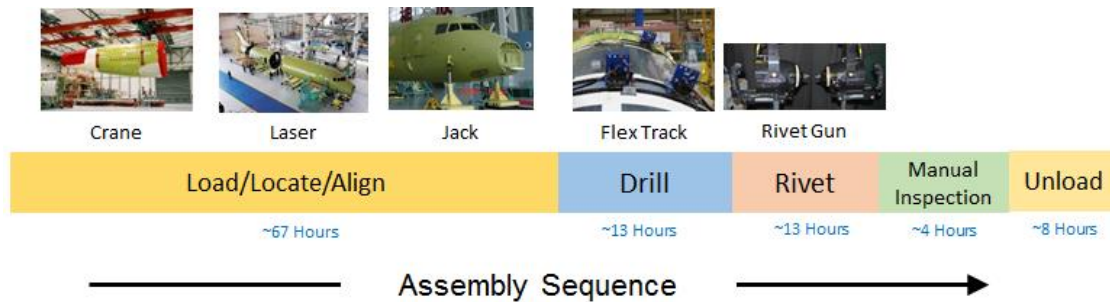 Crane
Laser
Jack
Flex Track
Rivet Gun
Load/Locate/Align
Drill
Rivet
Manual
Inspection
Unload
~67 Hours
~13 Hours
~13 Hours
~4 Hours
~8 Hours
Assembly Sequence